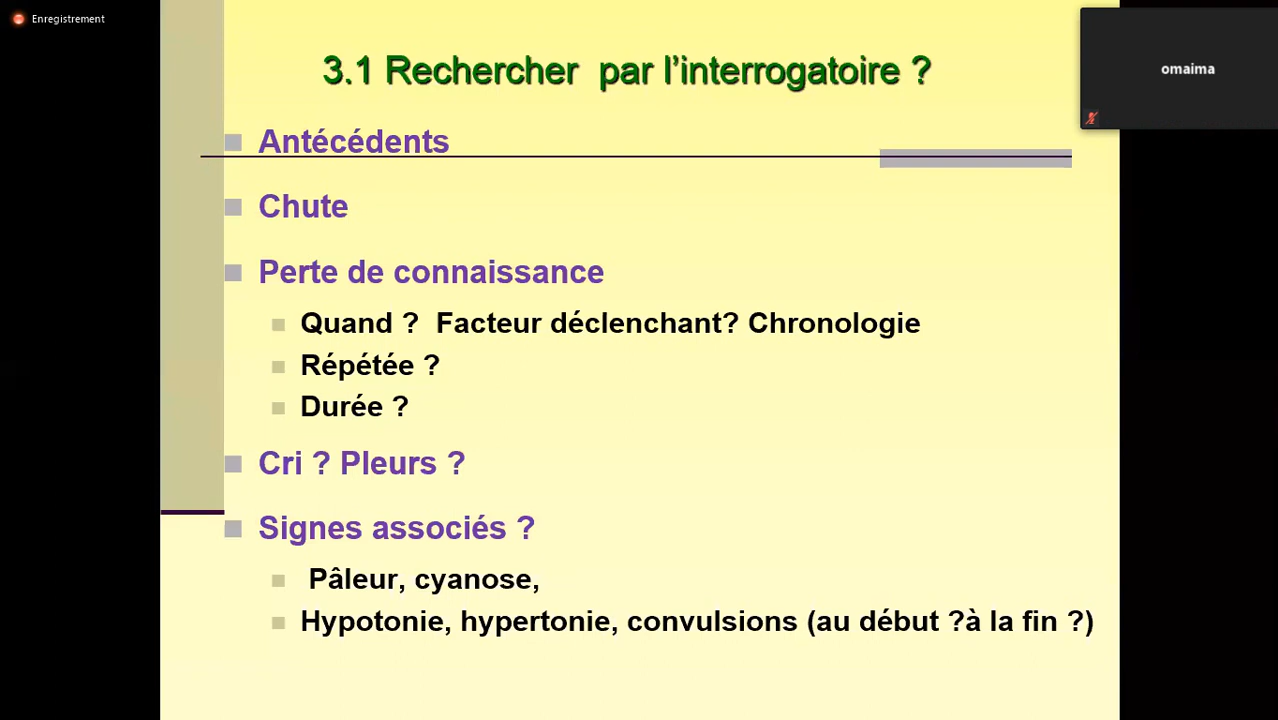 Enregistrement
3.1 Rechercher par l’interrogatoire ?
omaima
Antécédents
Chute
Perte de connaissance
Quand ? Facteur déclenchant? Chronologie
Répétée ?
Durée ?
Cri ? Pleurs ?
Signes associés ?
Pâleur, cyanose,
Hypotonie, hypertonie, convulsions (au début ?à la fin ?)